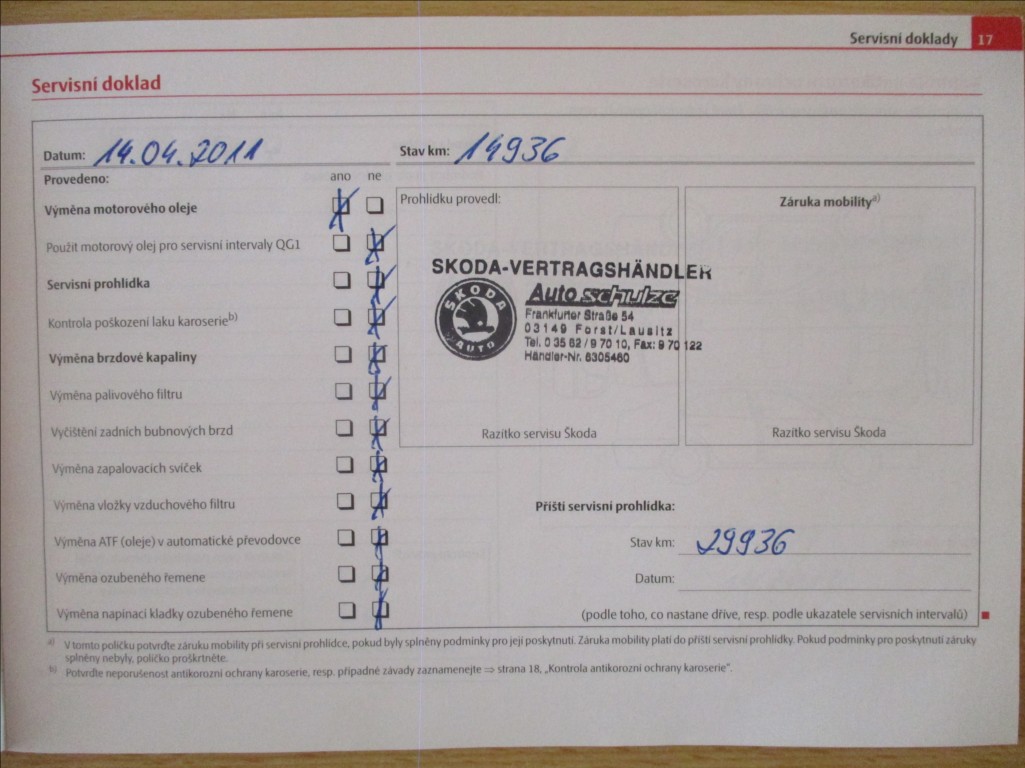 Servisní doklady 17
Servisní doklad
Datum: 14.04.2011 Stav km: 14936
Provedeno: ano ne
Prohlídku provedl: Záruka mobility a)
Výměna motorového oleje
Použit motorový olej pro servisní intervaly QG1
Servisní prohlídka
Kontrola poškození laku karoserie b)
Výměna brzdové kapaliny
Výměna palivového filtru
Vyčištění zadních bubnových brzd
Výměna zapalovacích svíček
Výměna vložky vzduchového filtru
Výměna ATF (oleje) v automatické převodovce
Výměna ozubeného řemene
Výměna napínací kladky ozubeného řemene
SKODA-VERTRAGSHÄNDLER
SKODA AUTO
Auto schulze
Frankfurter Straße 54
03149 Forst/Lausitz
Tel. 0 35 62 / 9 70 10, Fax: 9 70 122
Händler-Nr. 6305460
Razítko servisu Škoda Razítko servisu Škoda
Příští servisní prohlídka:
Stav km: 29936
Datum:
(podle toho, co nastane dříve, resp. podle ukazatele servisních intervalů)
a) V tomto políčku potvrďte záruku mobility při servisní prohlídce, pokud byly splněny podmínky pro její poskytnutí. Záruka mobility platí do příští servisní prohlídky. Pokud podmínky pro poskytnutí záruky
splněny nebyly, políčko proškrtněte.
b) Potvrďte neporušenost antikorozní ochrany karoserie, resp. případné závady zaznamenejte ⇒ strana 18, „Kontrola antikorozní ochrany karoserie“.